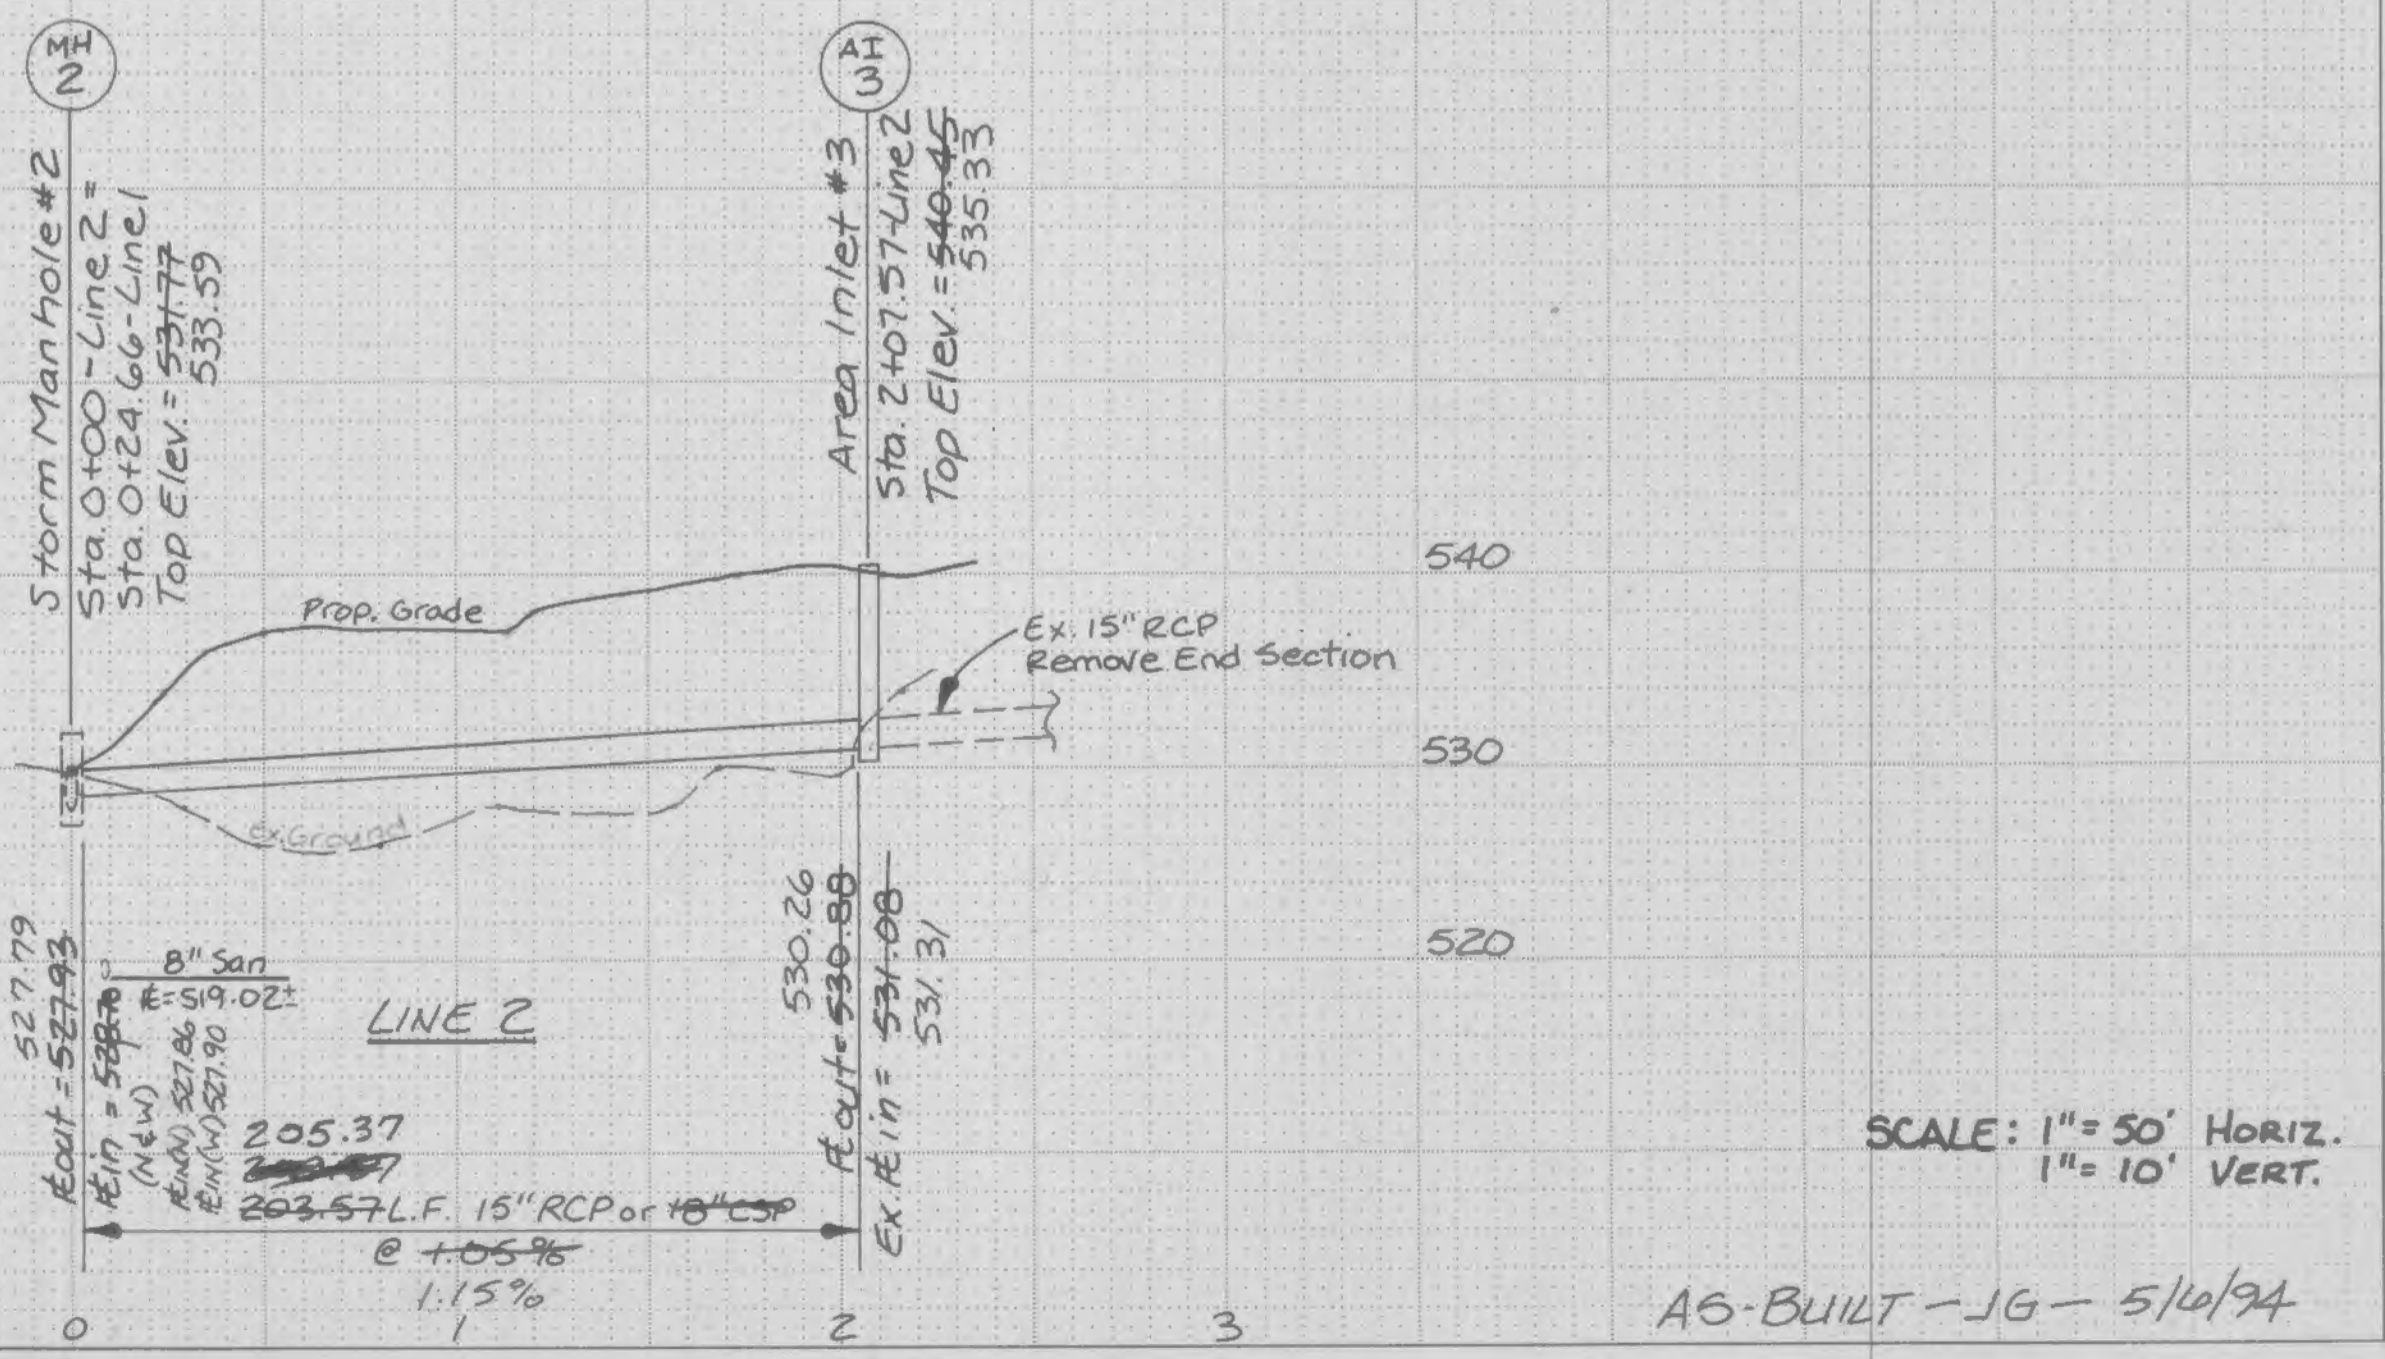 MH
2
Storm Manhole #2
Sta. 0+00 - Line 2 =
Sta. 0+24.66 - Line 1
Top Elev. = 531.77
533.59
AI
3
Area Inlet #3
Sta. 2+07.57 - Line 2
Top Elev. = 540.45
535.33
540
Prop. Grade
Ex. 15" RCP
Remove End Section
530
Ex. Ground
520
527.79
out = 527.93
in =
(N & W)
IN(N) 527.86
IN(W) 527.90
8" San
= 519.02±
LINE 2
530.26
out = 530.88
Ex. in = 531.08
531.31
205.37
203.57 L.F. 15" RCP or 18" CSP
@ 1.05%
1.15%
SCALE: 1" = 50' HORIZ.
1" = 10' VERT.
AS-BUILT - JG - 5/6/94
0 1 2 3